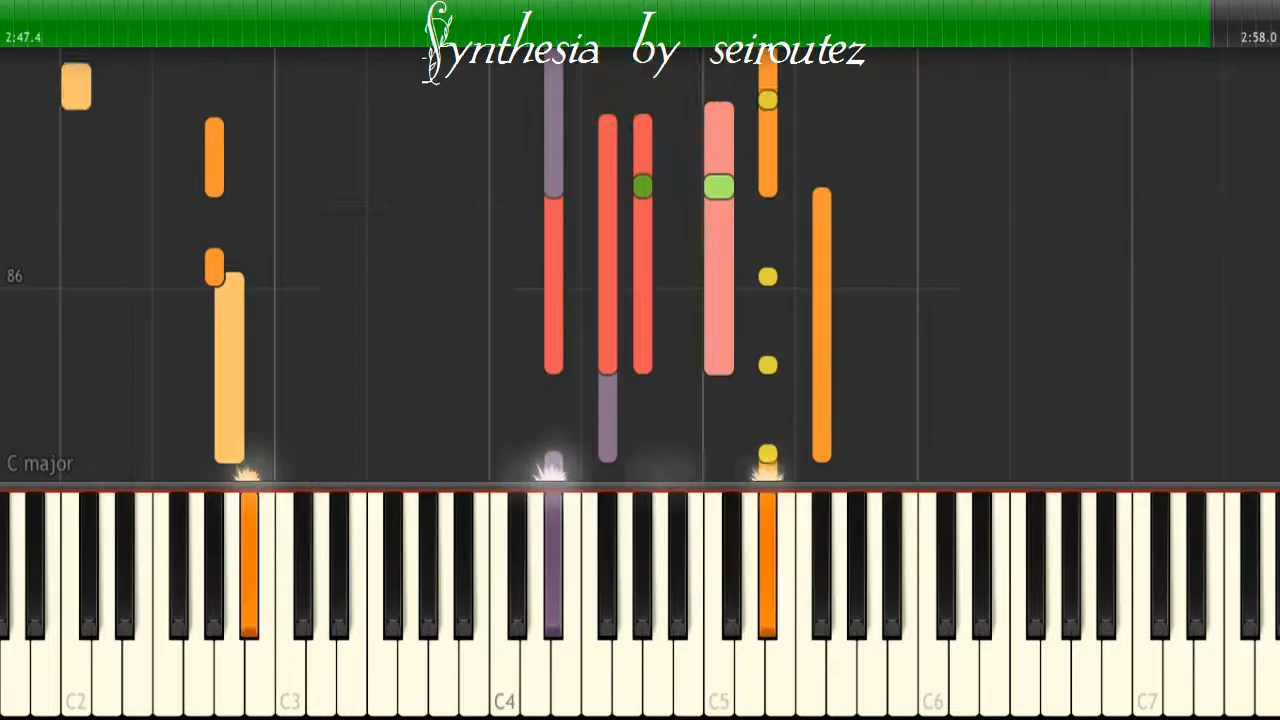 Synthesia by seiroutez
2:47.4
2:58.0
86
C major
C2 C3 C4 C5 C6 C7